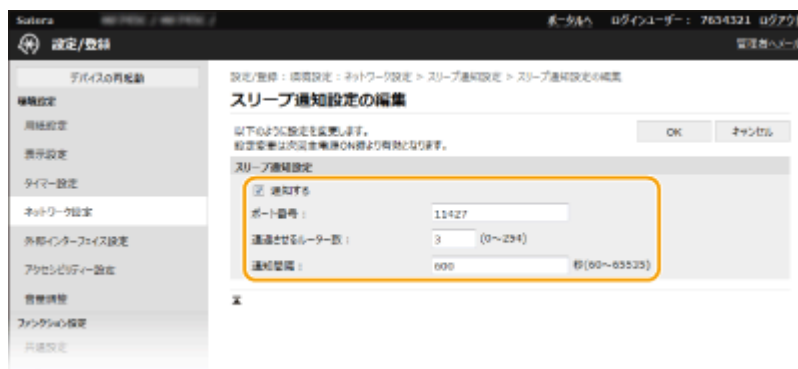 Satera
ポータルへ ログインユーザー： 7654321 ログアウ
設定/登録
管理者へメール
デバイスの再起動
環境設定
用紙設定
表示設定
タイマー設定
ネットワーク設定
外部インターフェイス設定
アクセシビリティー設定
音量調整
ファンクション設定
共通設定
設定/登録：環境設定：ネットワーク設定 > スリープ通知設定 > スリープ通知設定の編集
スリープ通知設定の編集
以下のように設定を変更します。
設定変更は次回主電源ON時より有効となります。
OK キャンセル
スリープ通知設定
通知する
ポート番号： 11427
通過させるルーター数： 3 (0～254)
通知間隔： 600 秒(60～65535)